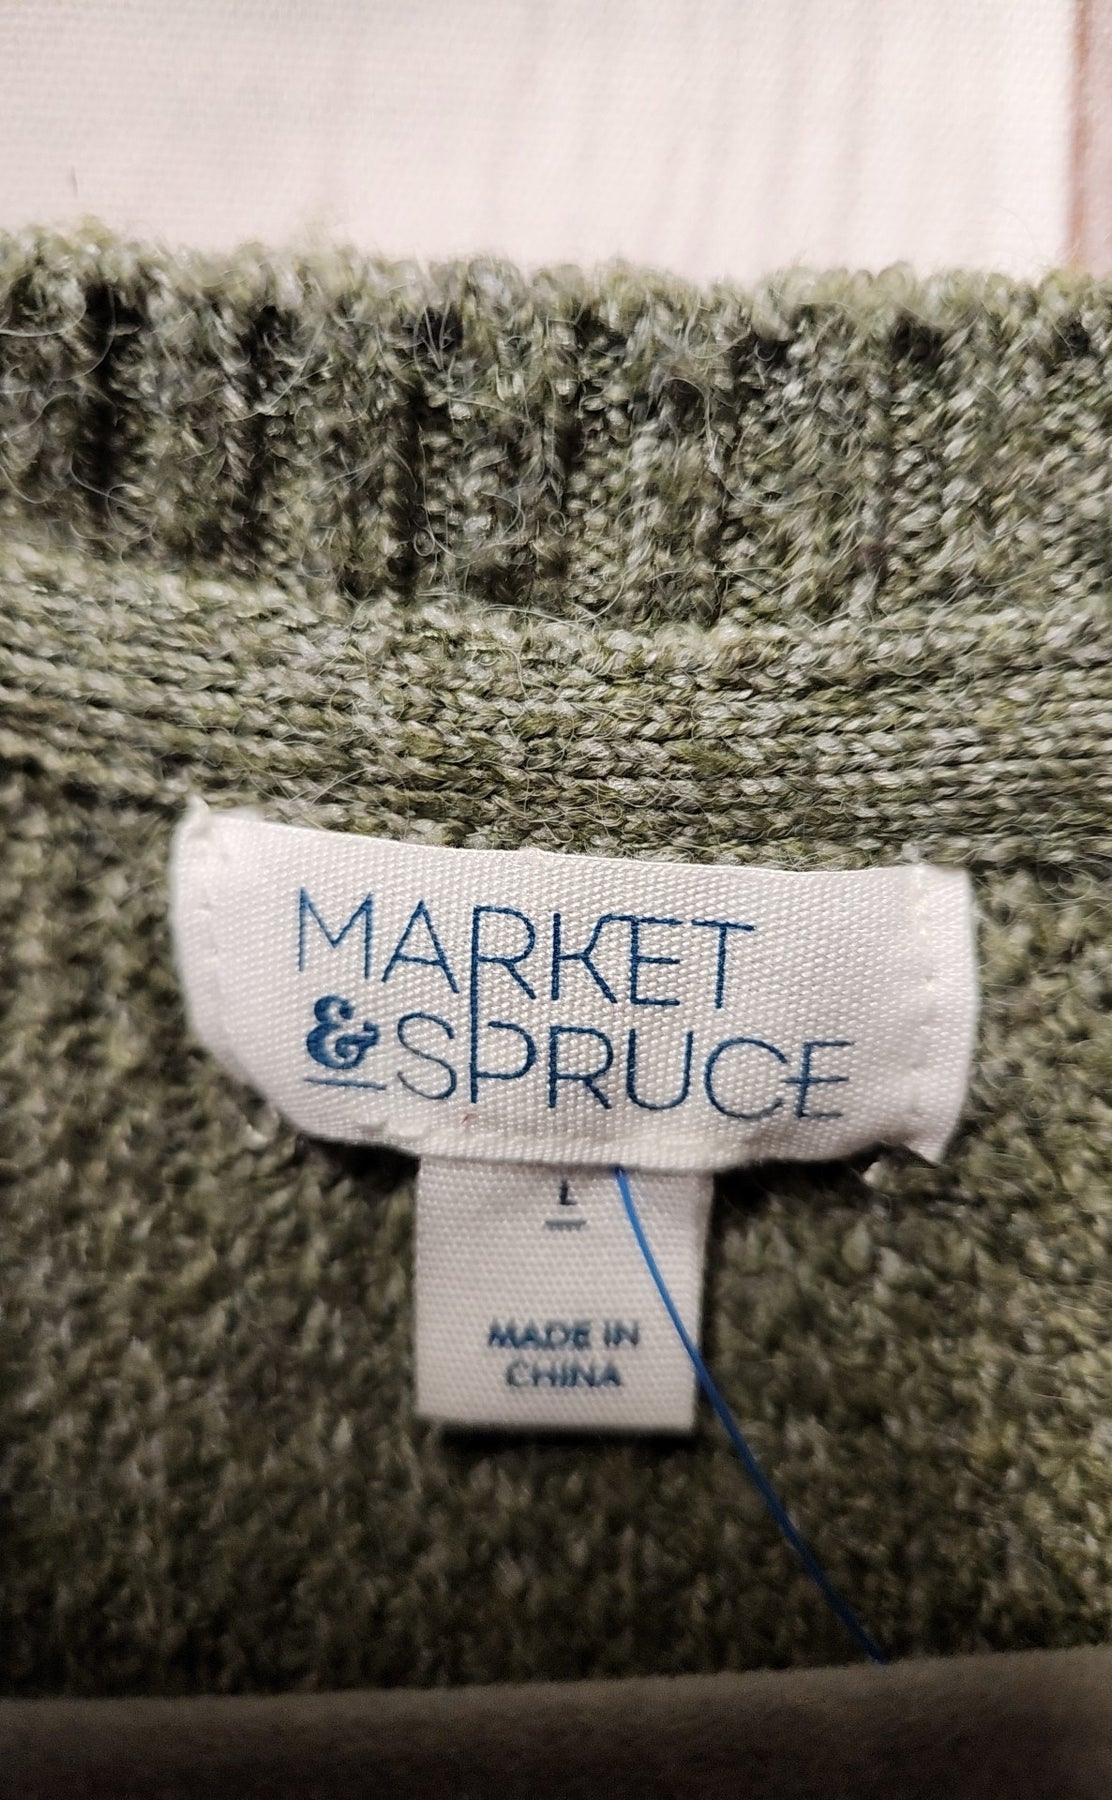 MARKET
& SPRUCE
L
MADE IN
CHINA